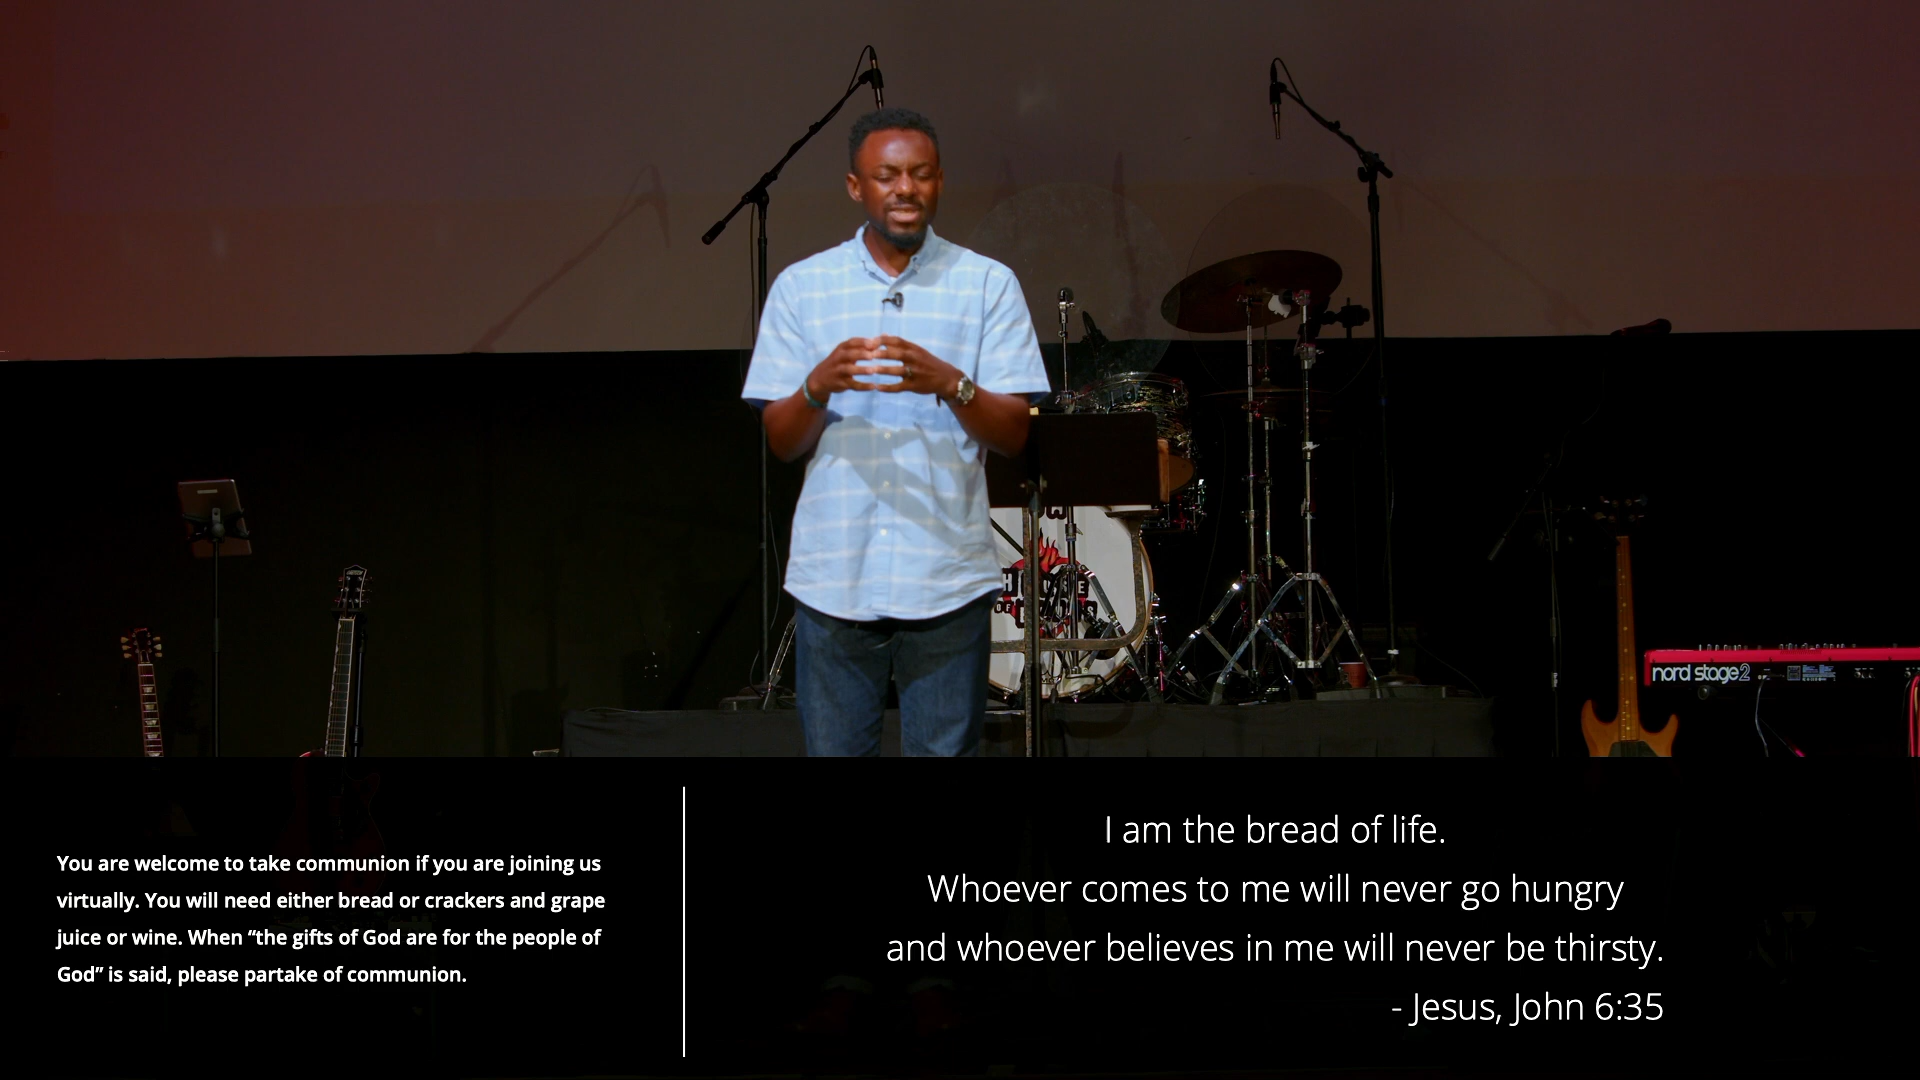 nord stage 2
You are welcome to take communion if you are joining us
virtually. You will need either bread or crackers and grape
juice or wine. When “the gifts of God are for the people of
God” is said, please partake of communion.
I am the bread of life.
Whoever comes to me will never go hungry
and whoever believes in me will never be thirsty.
- Jesus, John 6:35